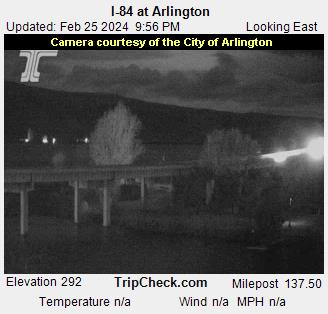 I-84 at Arlington
Updated: Feb 25 2024 9:56 PM Looking East
Camera courtesy of the City of Arlington
Elevation 292 TripCheck.com Milepost 137.50
Temperature n/a Wind n/a MPH n/a